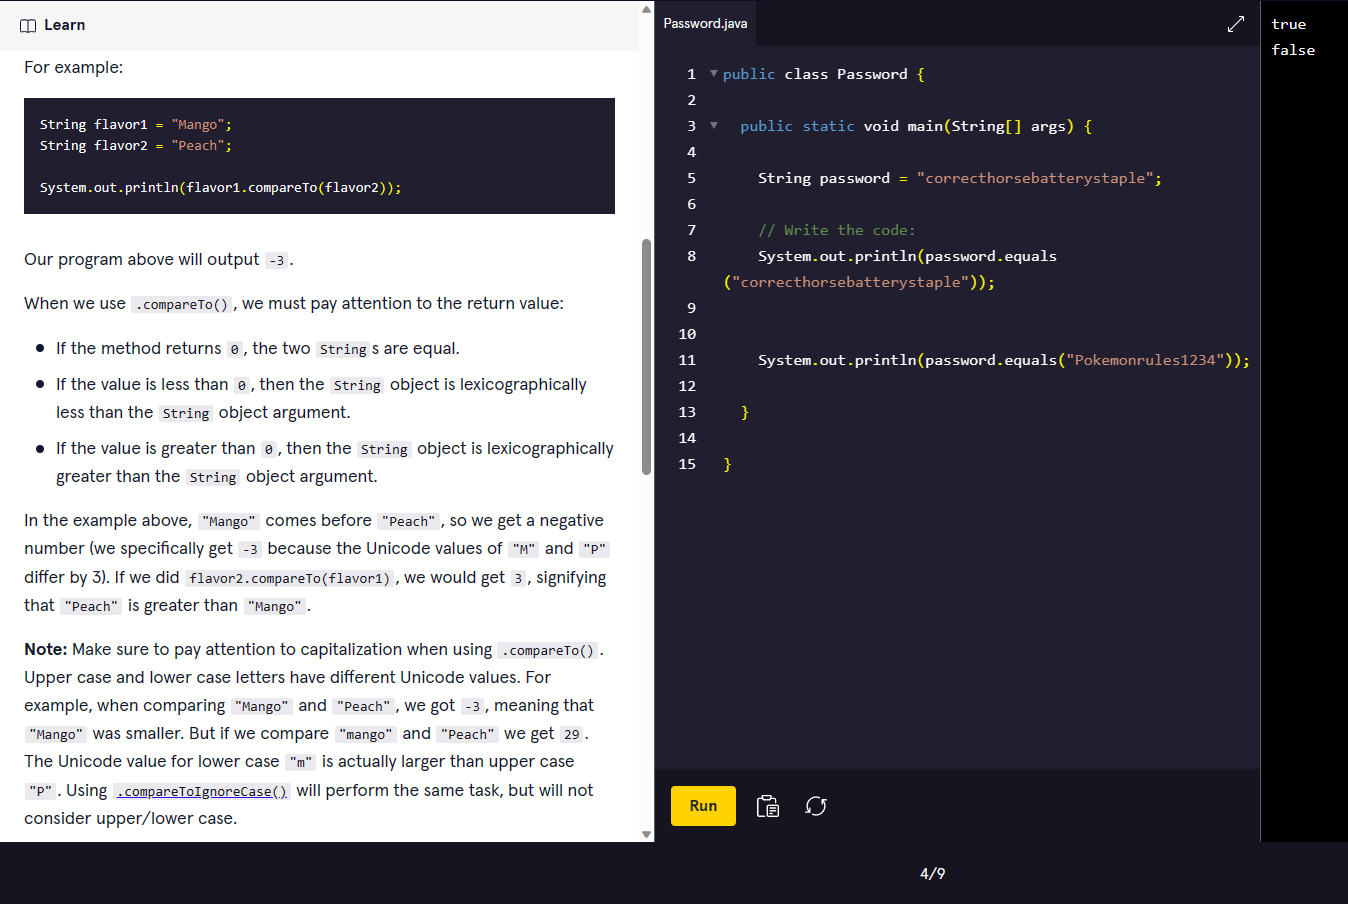 Learn
For example:
String flavor1 = "Mango";
String flavor2 = "Peach";
System.out.println(flavor1.compareTo(flavor2));
Our program above will output -3.
When we use .compareTo(), we must pay attention to the return value:
If the method returns 0, the two Strings are equal.
If the value is less than 0, then the String object is lexicographically
less than the String object argument.
If the value is greater than 0, then the String object is lexicographically
greater than the String object argument.
In the example above, "Mango" comes before "Peach", so we get a negative
number (we specifically get -3 because the Unicode values of "M" and "P"
differ by 3). If we did flavor2.compareTo(flavor1), we would get 3, signifying
that "Peach" is greater than "Mango".
Note: Make sure to pay attention to capitalization when using .compareTo().
Upper case and lower case letters have different Unicode values. For
example, when comparing "Mango" and "Peach", we got -3, meaning that
"Mango" was smaller. But if we compare "mango" and "Peach" we get 29.
The Unicode value for lower case "m" is actually larger than upper case
"P". Using .compareToIgnoreCase() will perform the same task, but will not
consider upper/lower case.
Password.java
1 public class Password {
2
3 public static void main(String[] args) {
4
5 String password = "correcthorsebatterystaple";
6
7 // Write the code:
8 System.out.println(password.equals
("correcthorsebatterystaple"));
9
10
11 System.out.println(password.equals("Pokemonrules1234"));
12
13 }
14
15 }
Run
true
false
4/9